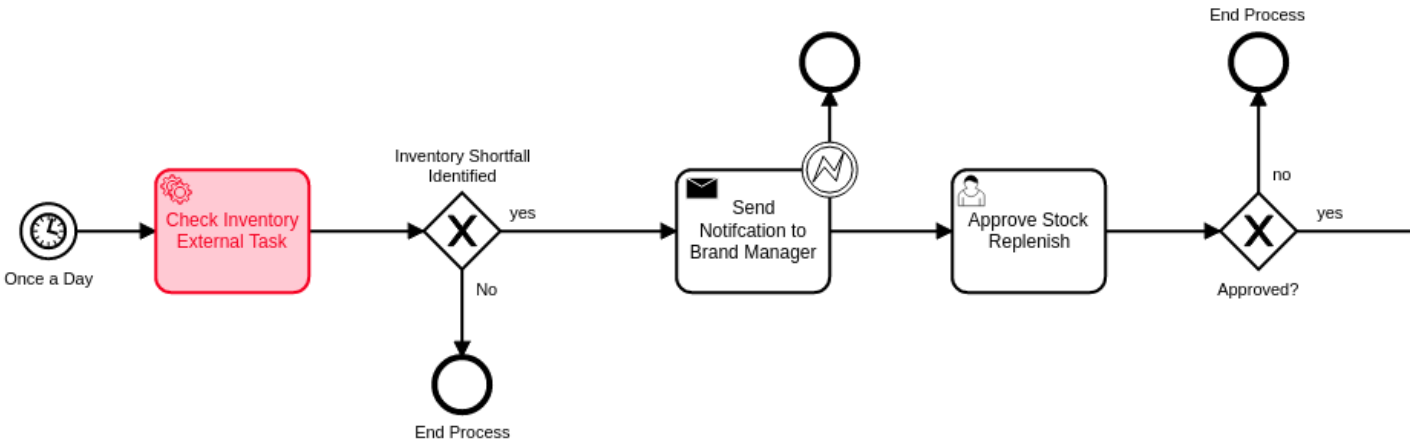 End Process
Inventory Shortfall
Identified
Check Inventory
External Task
yes
Send
Notifcation to
Brand Manager
Approve Stock
Replenish
no
yes
Once a Day
No
Approved?
End Process